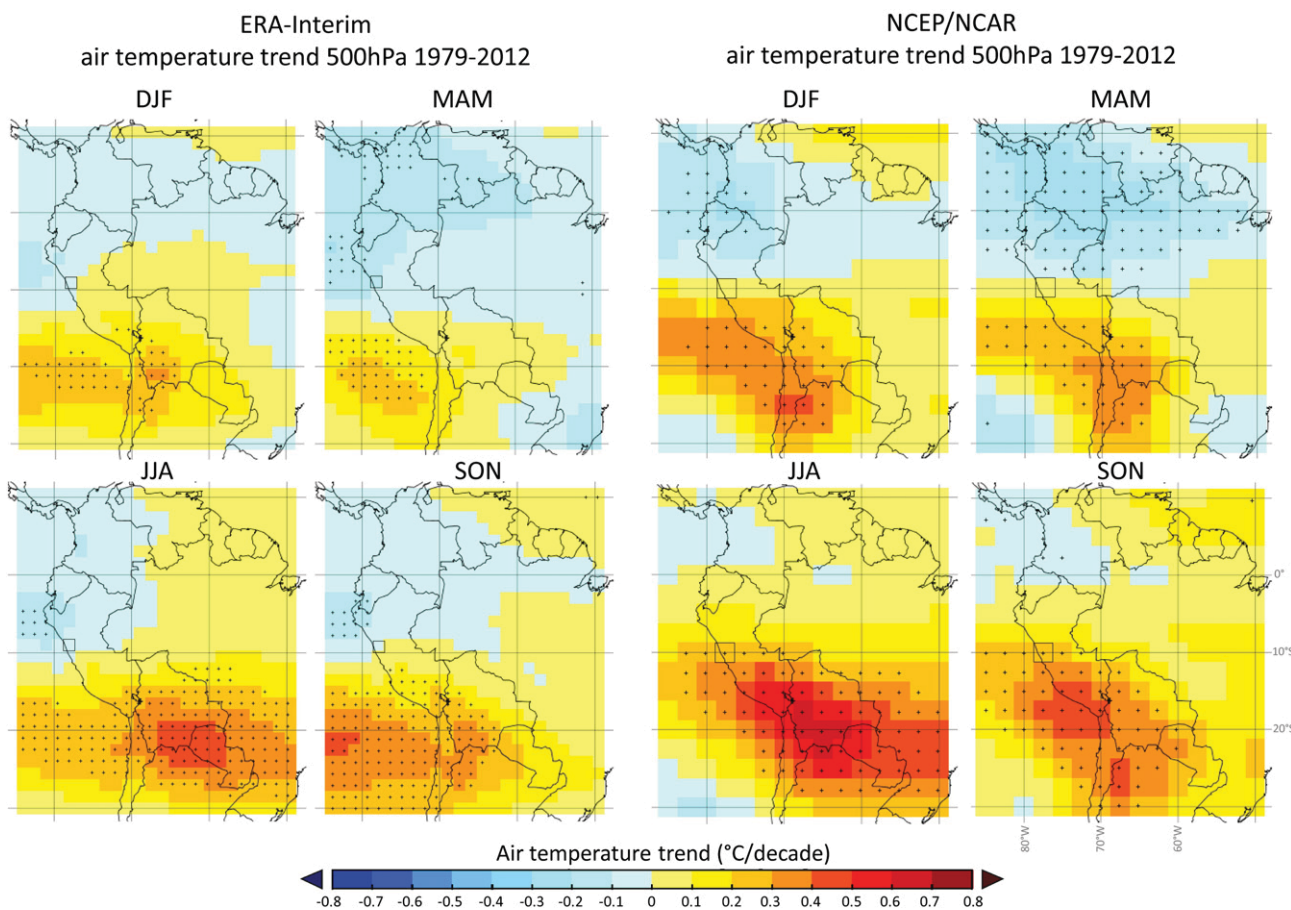 ERA-Interim
air temperature trend 500hPa 1979-2012
NCEP/NCAR
air temperature trend 500hPa 1979-2012
DJF
MAM
DJF
MAM
JJA
SON
JJA
SON
0°
10°S
20°S
80°W
70°W
60°W
Air temperature trend (°C/decade)
-0.8 -0.7 -0.6 -0.5 -0.4 -0.3 -0.2 -0.1 0 0.1 0.2 0.3 0.4 0.5 0.6 0.7 0.8